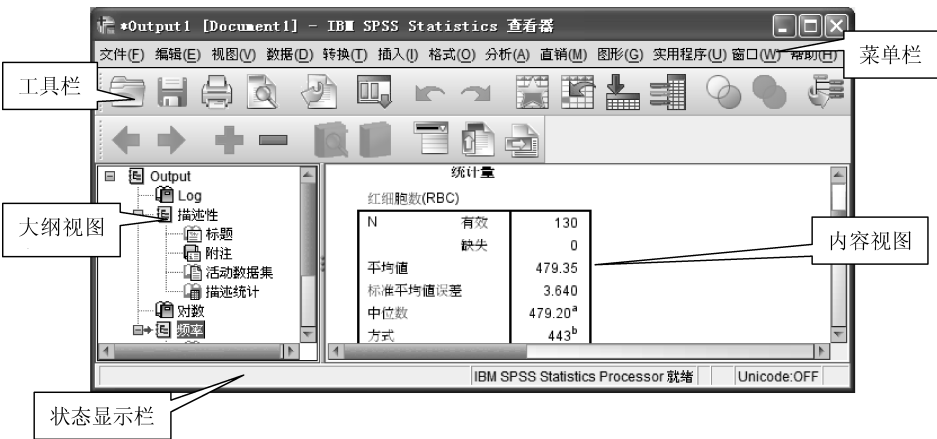 *Output1 [Document1] - IBM SPSS Statistics 查看器
文件(F) 编辑(E) 视图(V) 数据(D) 转换(T) 插入(I) 格式(O) 分析(A) 直销(M) 图形(G) 实用程序(U) 窗口(W) 帮助(H)
菜单栏
工具栏
Output
Log
描述性
标题
附注
活动数据集
描述统计
对数
频率
大纲视图
统计量
红细胞数(RBC)
N 有效 130
缺失 0
平均値 479.35
标准平均値误差 3.640
中位数 479.20a
方式 443b
内容视图
IBM SPSS Statistics Processor 就绪 Unicode:OFF
状态显示栏